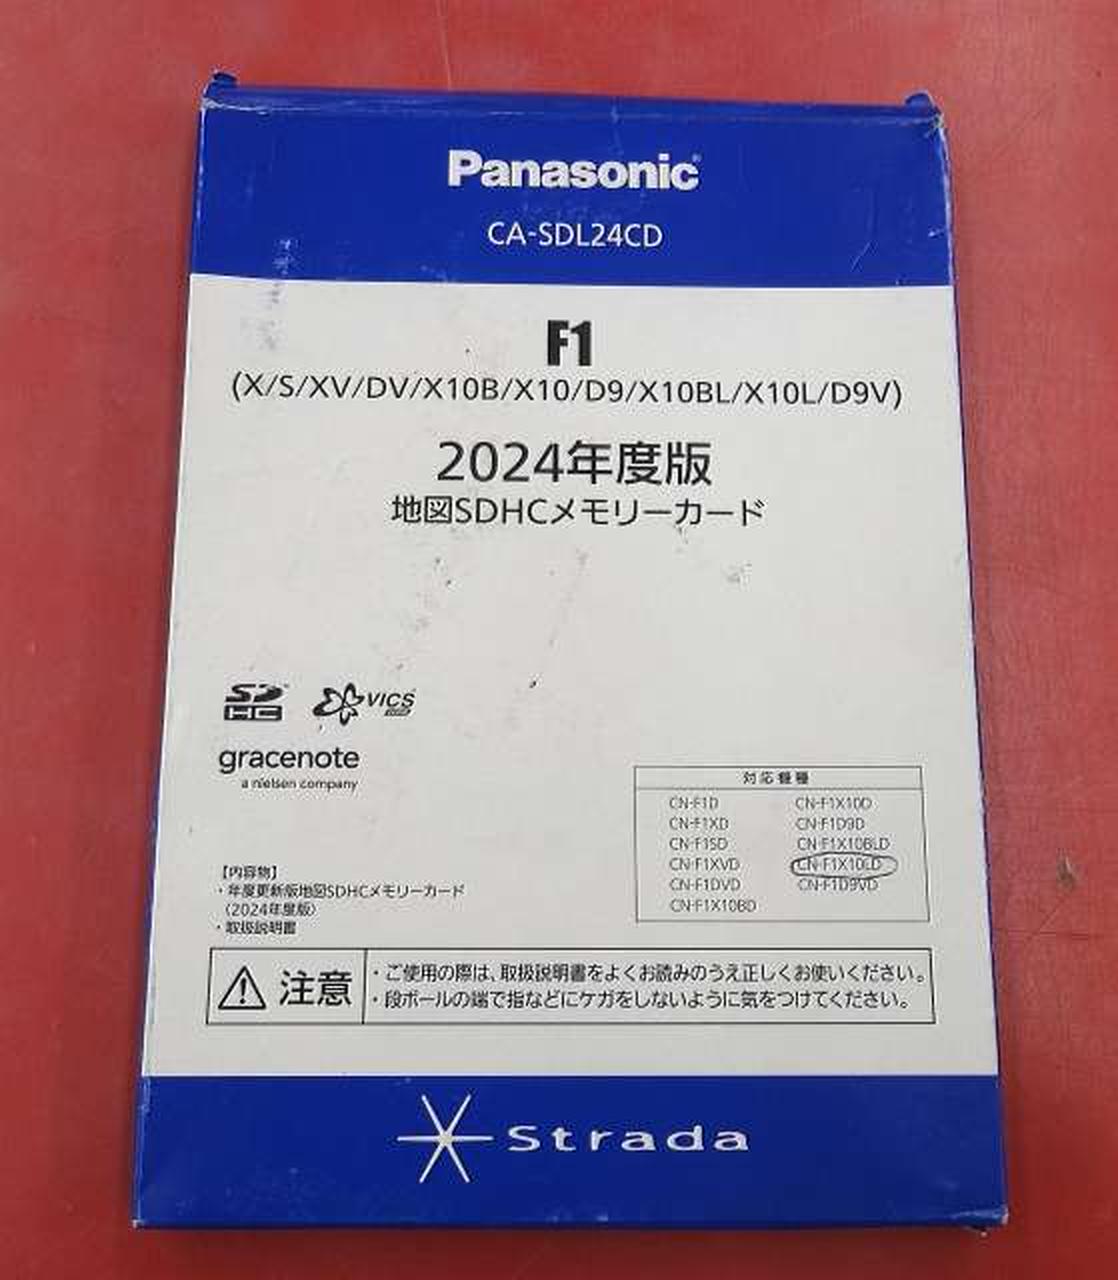 Panasonic
CA-SDL24CD
F1
(X/S/XV/DV/X10B/X10/D9/X10BL/X10L/D9V)
2024年度版
地図SDHCメモリーカード
SD HC
VICS
gracenote
a nielsen company
対応機種
CN-F1D CN-F1X10D
CN-F1XD CN-F1D9D
CN-F1SD CN-F1X10BLD
CN-F1XVD CN-F1X10LD
CN-F1DVD CN-F1D9VD
CN-F1X10BD
【内容物】
・年度更新版地図SDHCメモリーカード
（2024年度版）
・取扱説明書
注意
・ご使用の際は、取扱説明書をよくお読みのうえ正しくお使いください。
・段ボールの端で指などにケガをしないように気をつけてください。
Strada